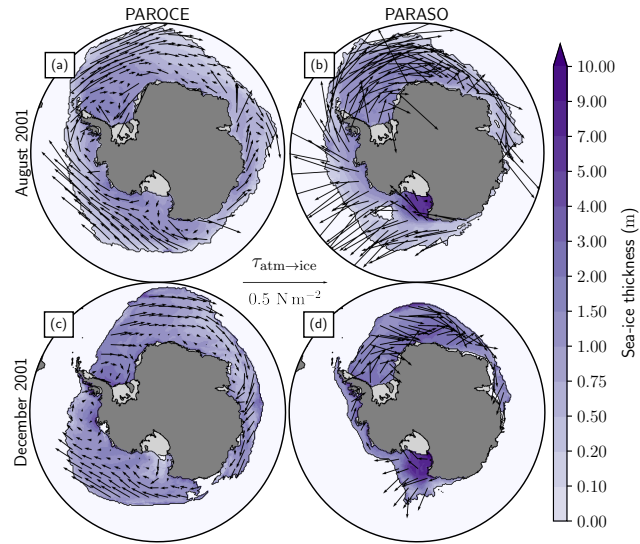 PAROCE PARASO
(a) (b)
August 2001
τatm→ice
0.5 N m⁻²
(c) (d)
December 2001
10.00
9.00
7.00
5.00
4.00
3.00
2.00
1.50
1.00
0.75
0.50
0.20
0.10
0.00
Sea-ice thickness (m)